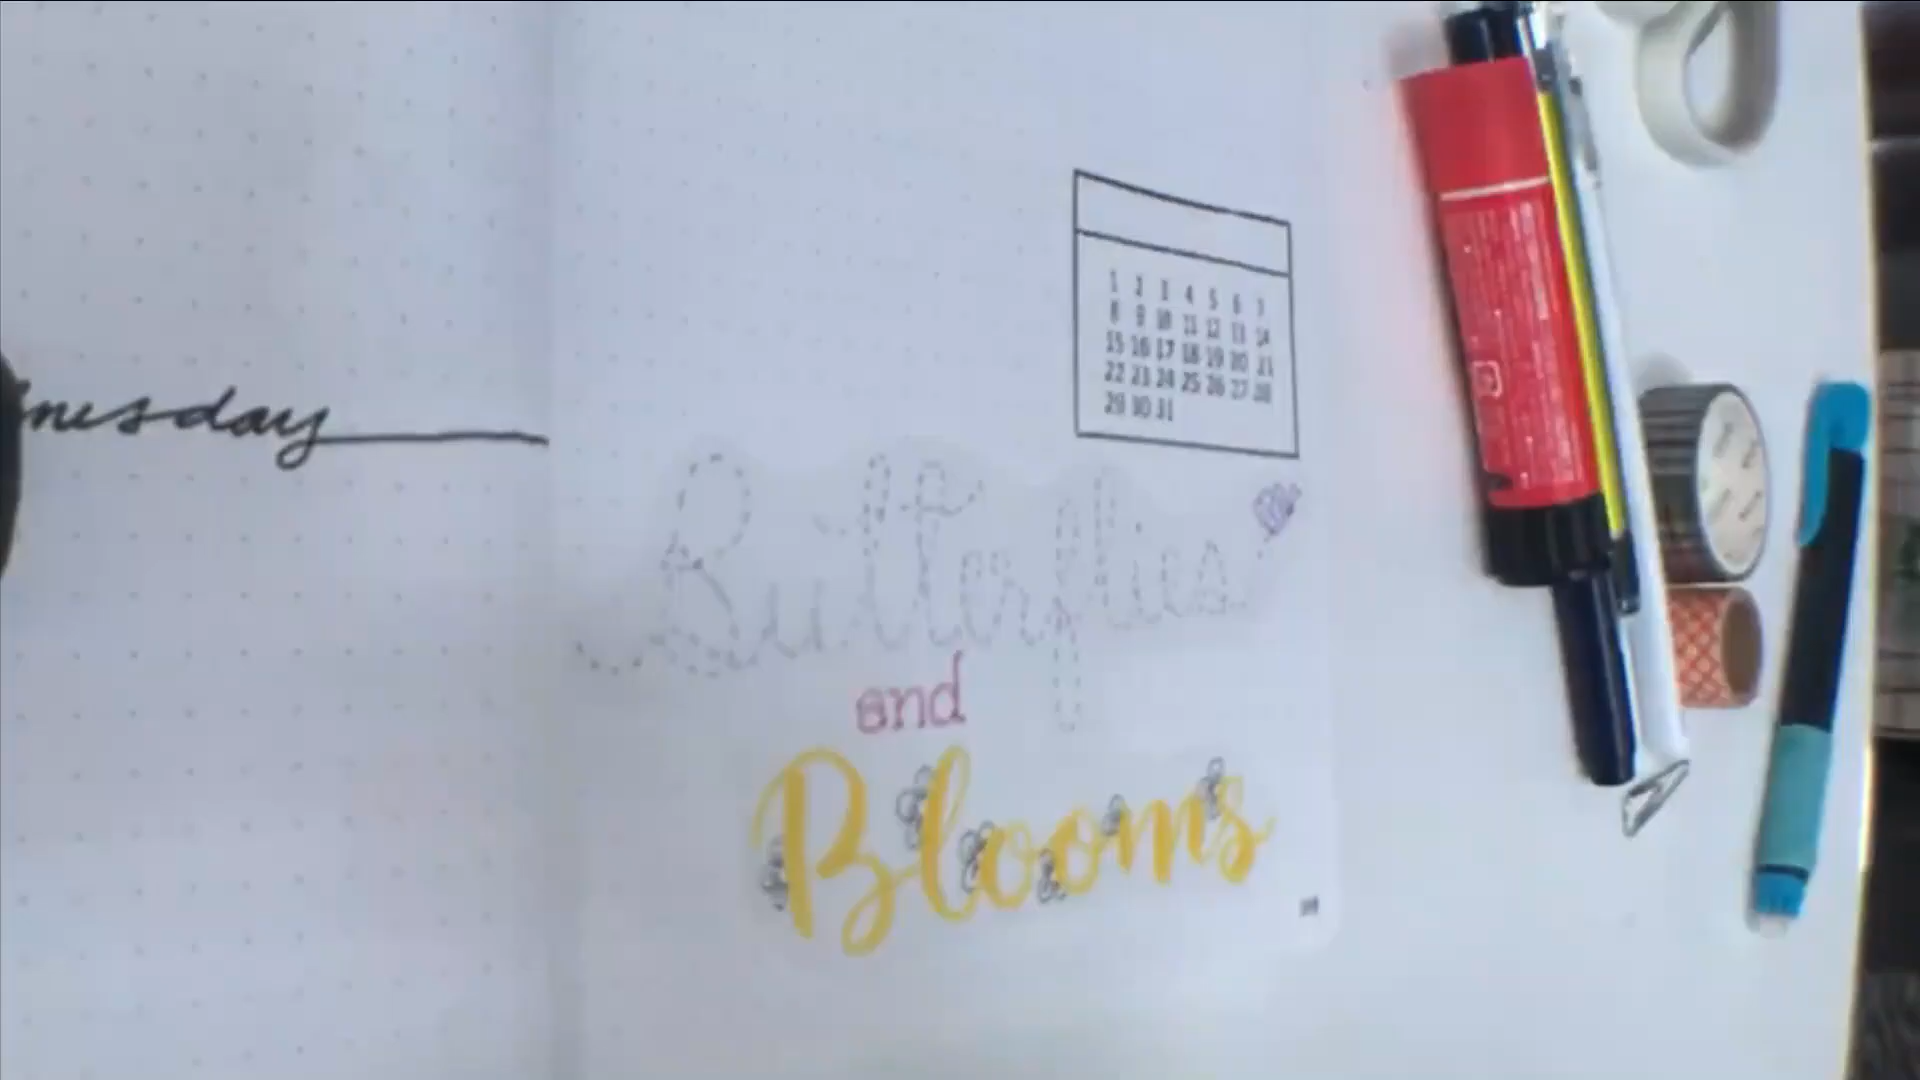 nesday
1 2 3 4 5 6 7
8 9 10 11 12 13 14
15 16 17 18 19 20 21
22 23 24 25 26 27 28
29 30 31
Butterflies
and
Blooms